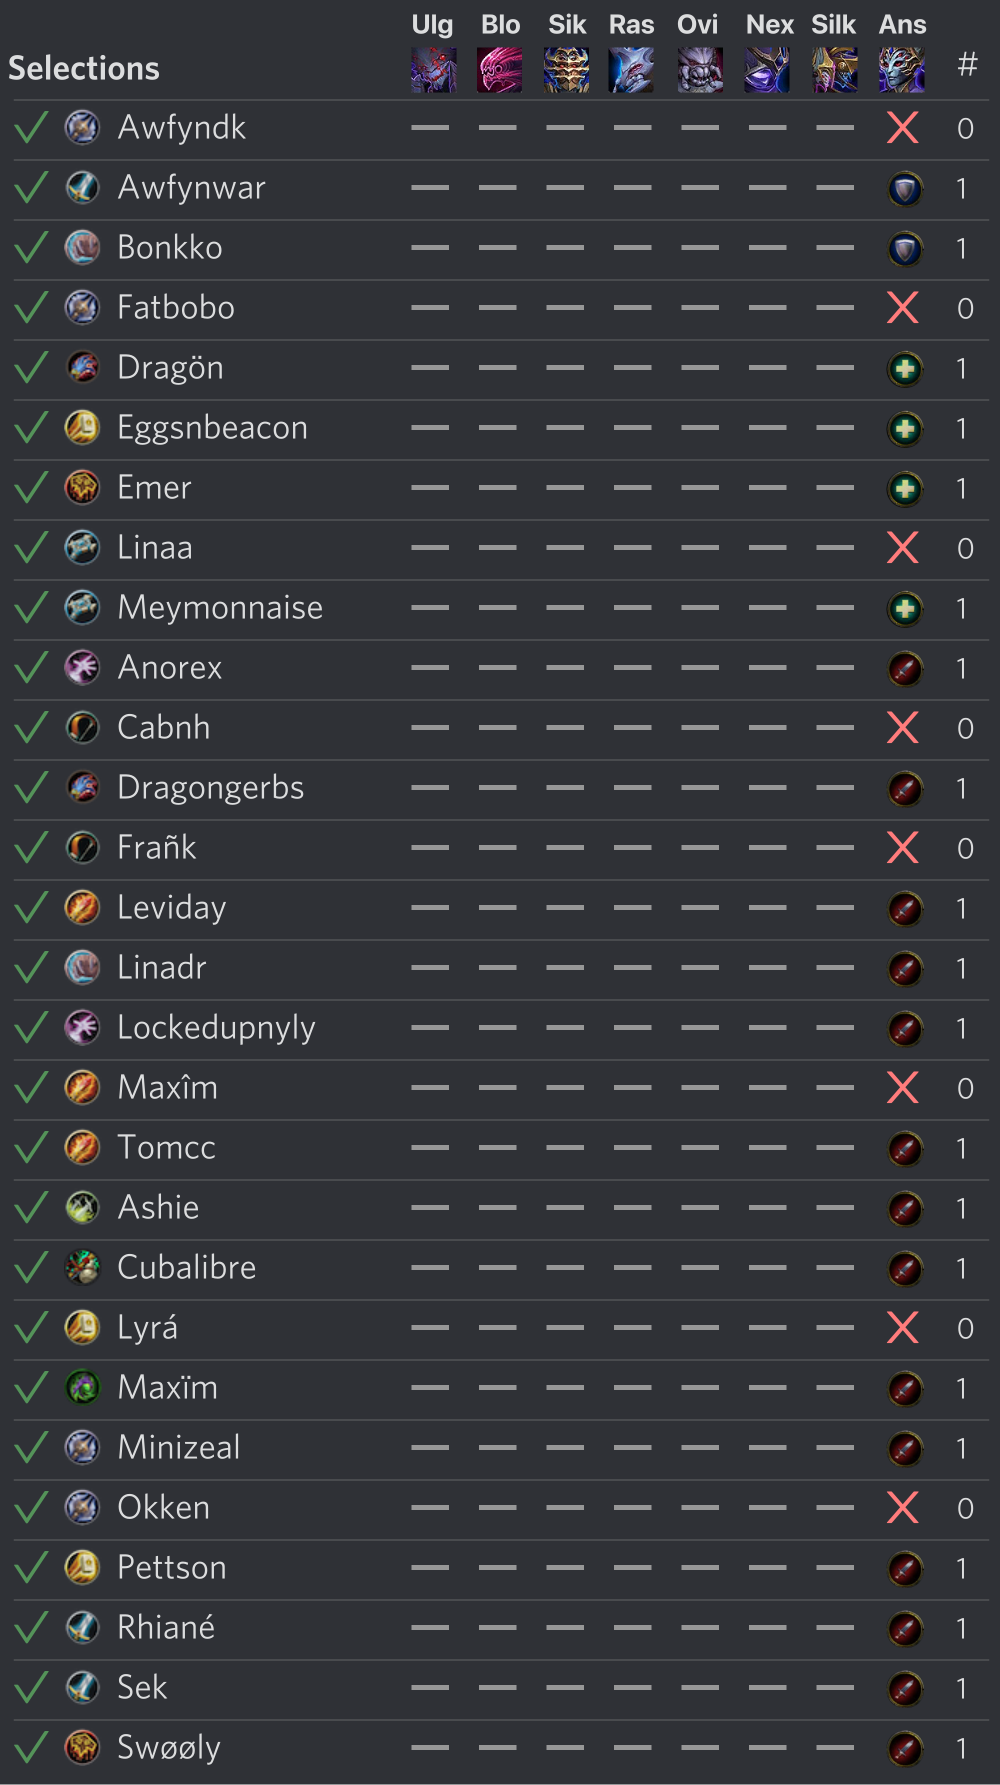 Ulg Blo Sik Ras Ovi Nex Silk Ans
Selections #
Awfyndk 0
Awfynwar 1
Bonkko 1
Fatbobo 0
Dragön 1
Eggsnbeacon 1
Emer 1
Linaa 0
Meymonnaise 1
Anorex 1
Cabnh 0
Dragongerbs 1
Frañk 0
Leviday 1
Linadr 1
Lockedupnyly 1
Maxîm 0
Tomcc 1
Ashie 1
Cubalibre 1
Lyrá 0
Maxïm 1
Minizeal 1
Okken 0
Pettson 1
Rhiané 1
Sek 1
Swøøly 1